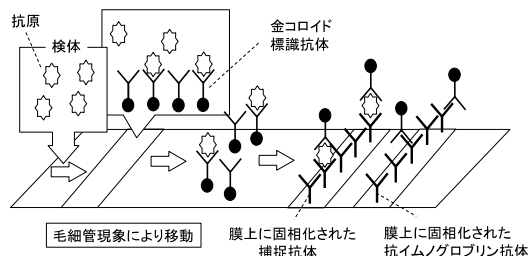 抗原
検体
金コロイド
標識抗体
毛細管現象により移動
膜上に固相化された
捕捉抗体
膜上に固相化された
抗イムノグロブリン抗体